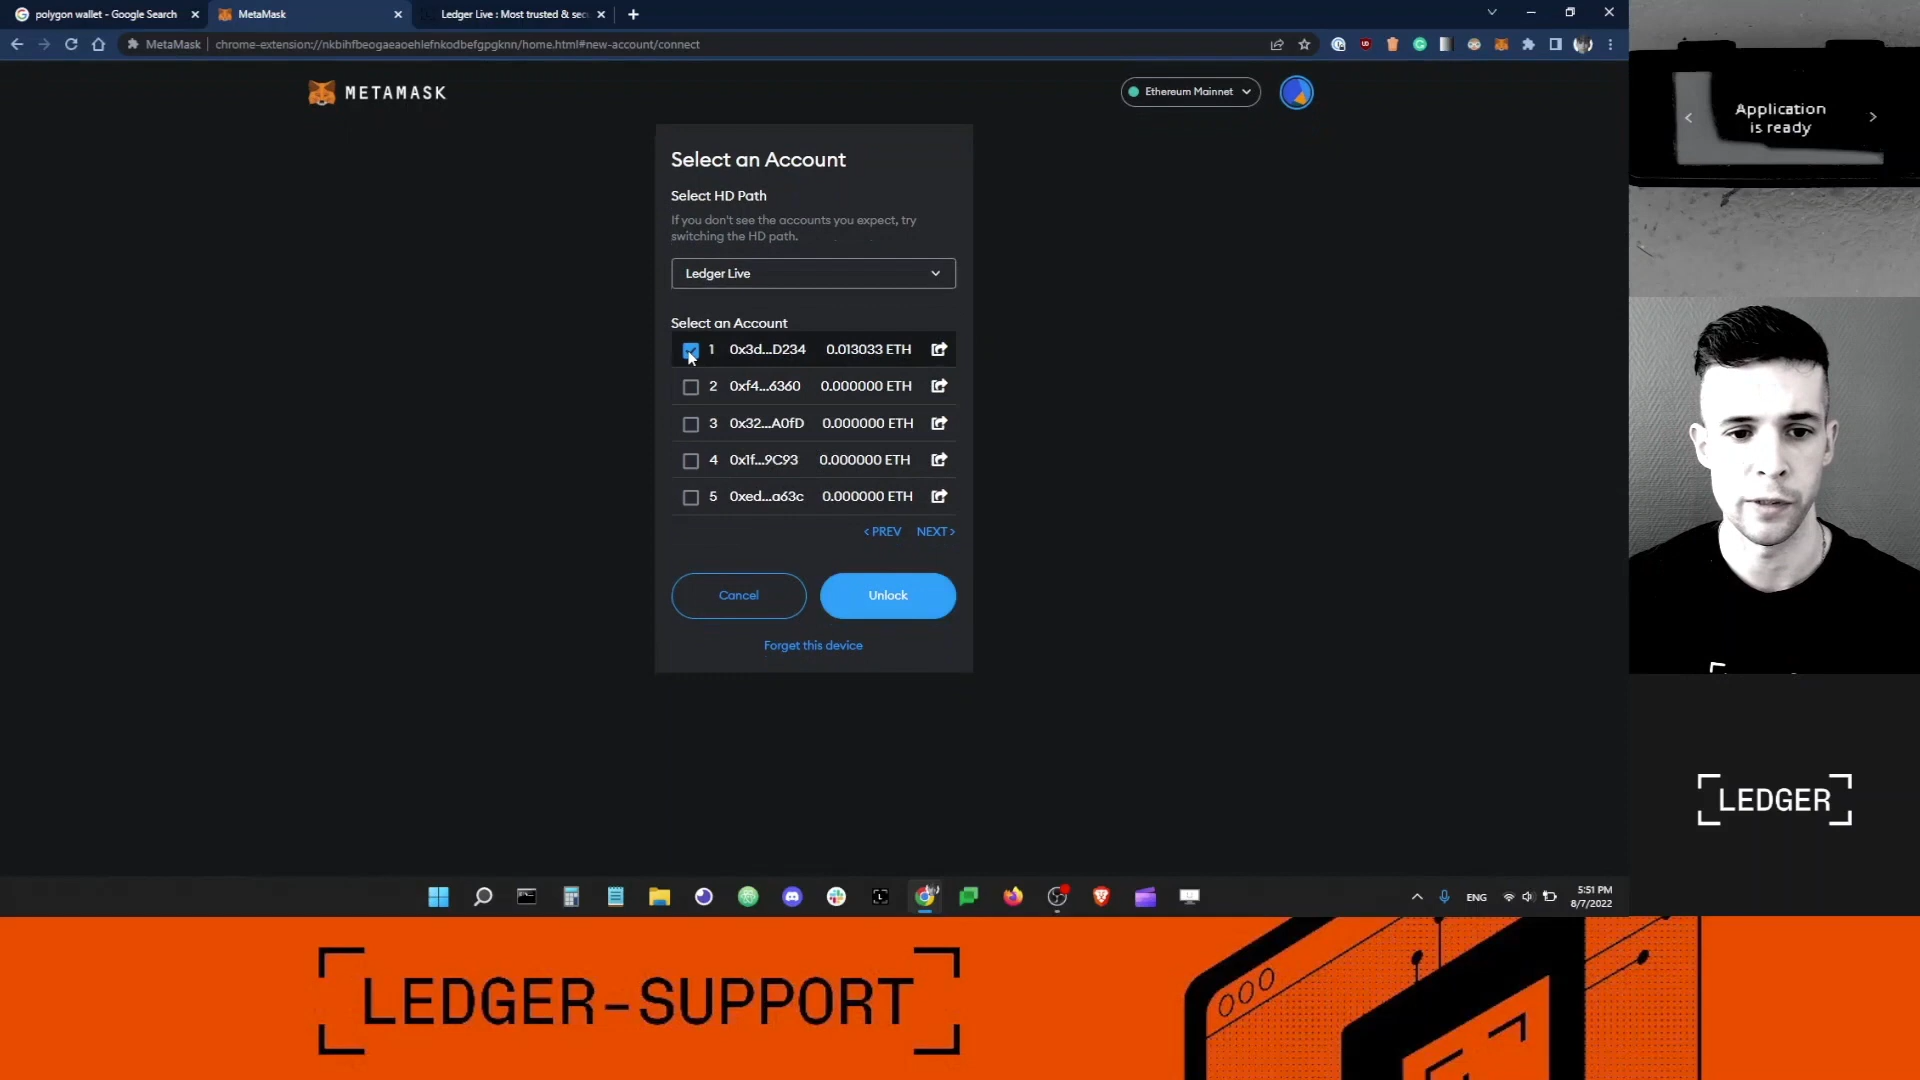 polygon wallet - Google Search
MetaMask
Ledger Live : Most trusted & sec
MetaMask
chrome-extension://nkbihfbeogaeaoehlefnkodbefgpgknn/home.html#new-account/connect
METAMASK
Ethereum Mainnet
Select an Account
Select HD Path
If you don't see the accounts you expect, try
switching the HD path.
Ledger Live
Select an Account
1 0x3d...D234 0.013033 ETH
2 0xf4...6360 0.000000 ETH
3 0x32...A0fD 0.000000 ETH
4 0x1f...9C93 0.000000 ETH
5 0xed...a63c 0.000000 ETH
< PREV NEXT >
Cancel
Unlock
Forget this device
Application
is ready
LEDGER
ENG
5:51 PM
8/7/2022
LEDGER-SUPPORT